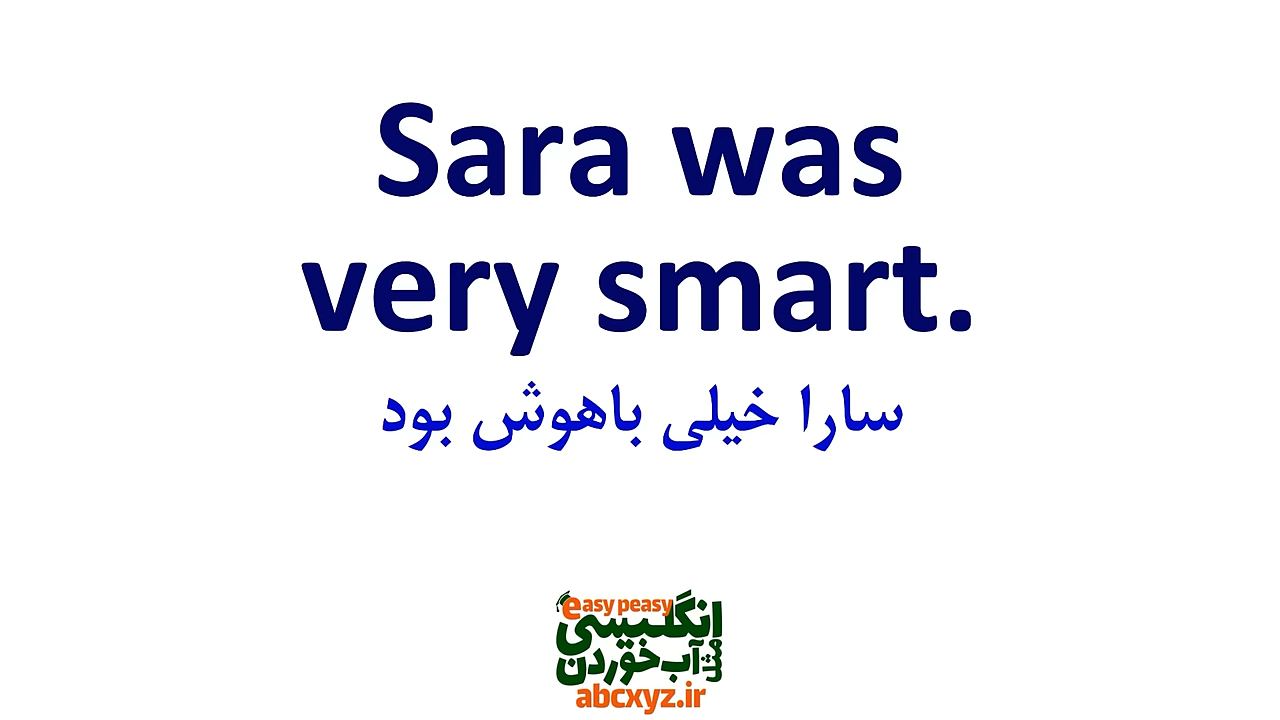 Sara was
very smart.
سارا خیلی باهوش بود
easy peasy
انگلیسی
مثل
آب خوردن
abcxyz.ir